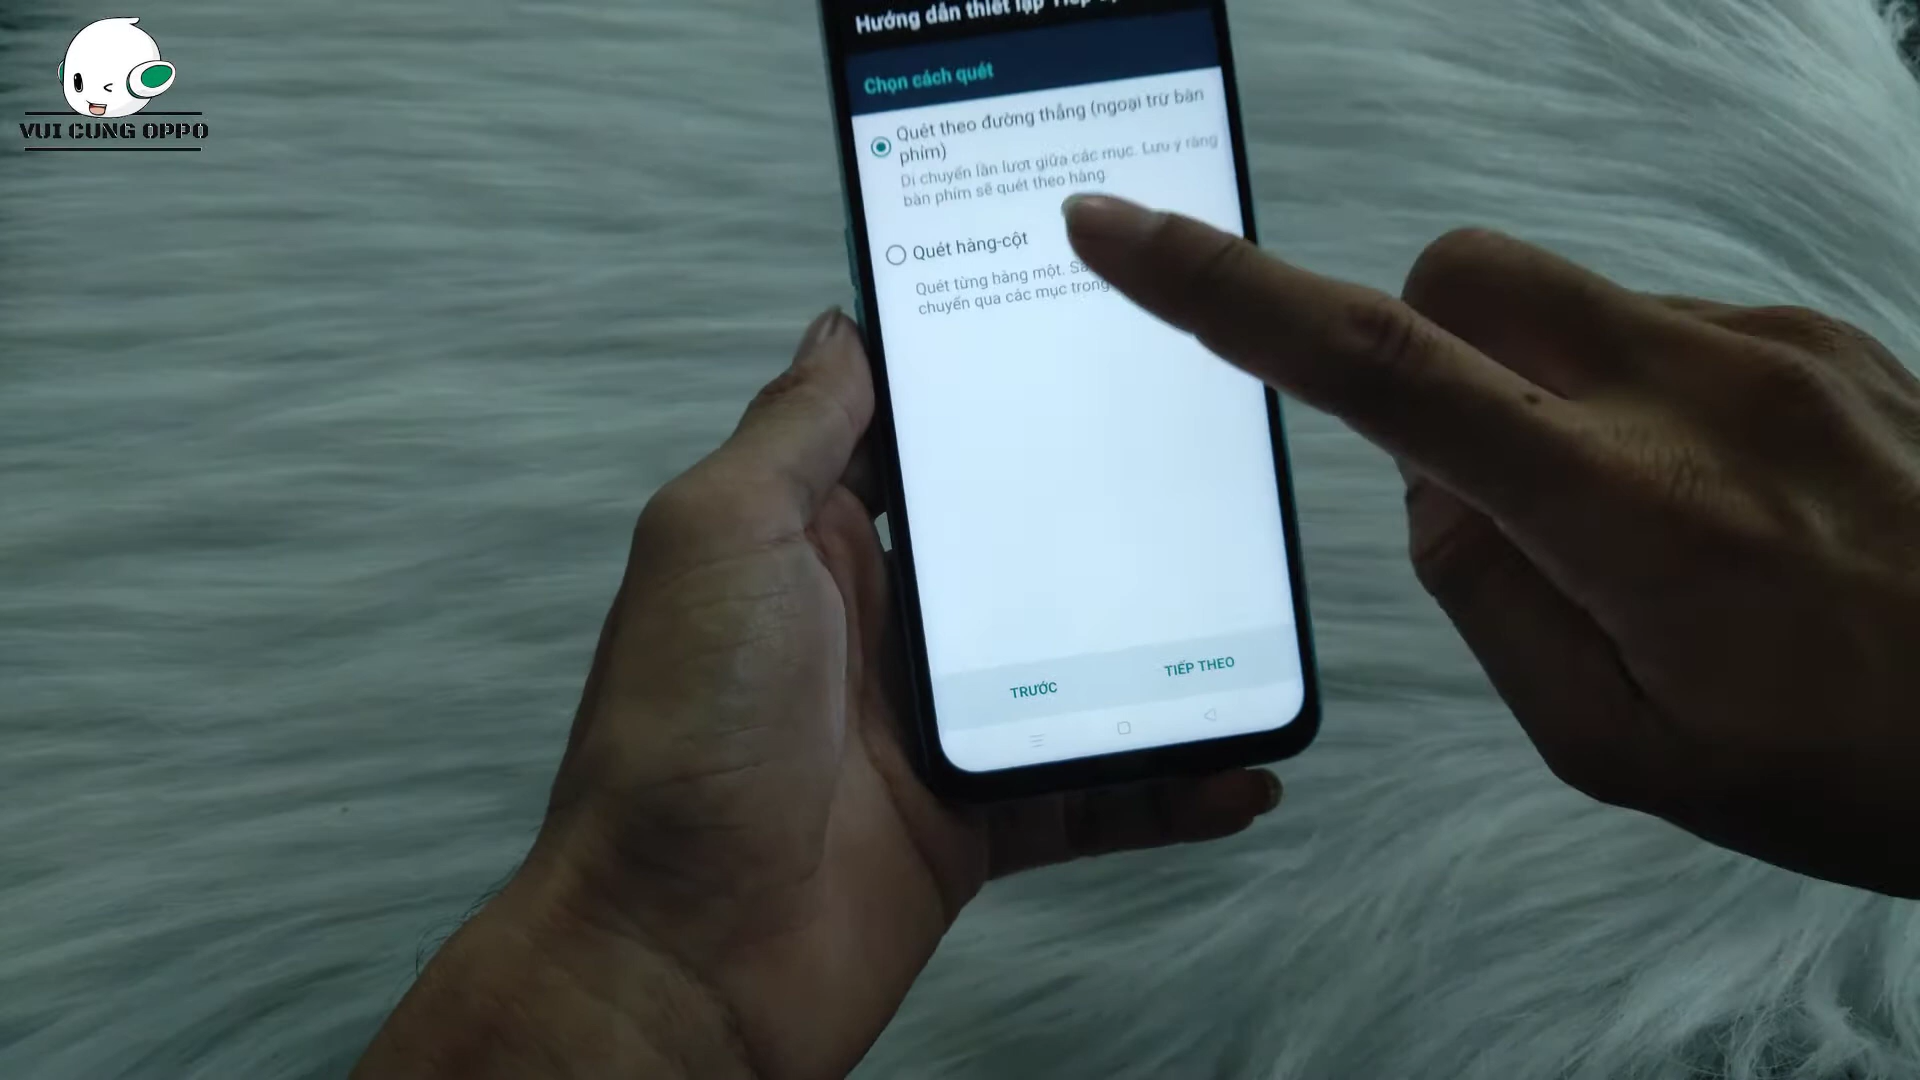 VUI CUNG OPPO
Hướng dẫn thiết lập Tiếp
Chọn cách quét
Quét theo đường thẳng (ngoại trừ bàn
phím)
Di chuyển lần lượt giữa các mục. Lưu ý rằng
bàn phím sẽ quét theo hàng.
Quét hàng-cột
Quét từng hàng một.
chuyển qua các mục trong
TRƯỚC
TIẾP THEO